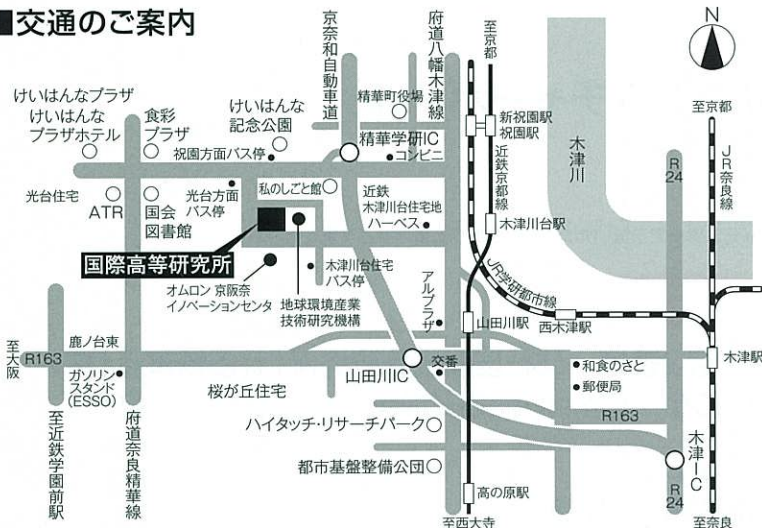 ■交通のご案内
京奈和自動車道
府道八幡木津線
至京都
N
けいはんなプラザ
けいはんな
プラザホテル
食彩
プラザ
けいはんな
記念公園
精華町役場
新祝園駅
祝園駅
至京都
祝園方面バス停
精華学研IC
コンビニ
近鉄京都線
木津川
R
24
JR奈良線
光台住宅
ATR
国会
図書館
光台方面
バス停
私のしごと館
近鉄
木津川台住宅地
ハーベス
木津川台駅
国際高等研究所
オムロン 京阪奈
イノベーションセンタ
地球環境産業
技術研究機構
木津川台住宅
バス停
アルプラザ
JR学研都市線
山田川駅
西木津駅
至大阪
R163
鹿ノ台東
ガソリン
スタンド
(ESSO)
桜が丘住宅
山田川IC
交番
和食のさと
郵便局
木津駅
R163
ハイタッチ・リサーチパーク
都市基盤整備公団
木津IC
高の原駅
R
24
至近鉄学園前駅
府道奈良精華線
至西大寺
至奈良